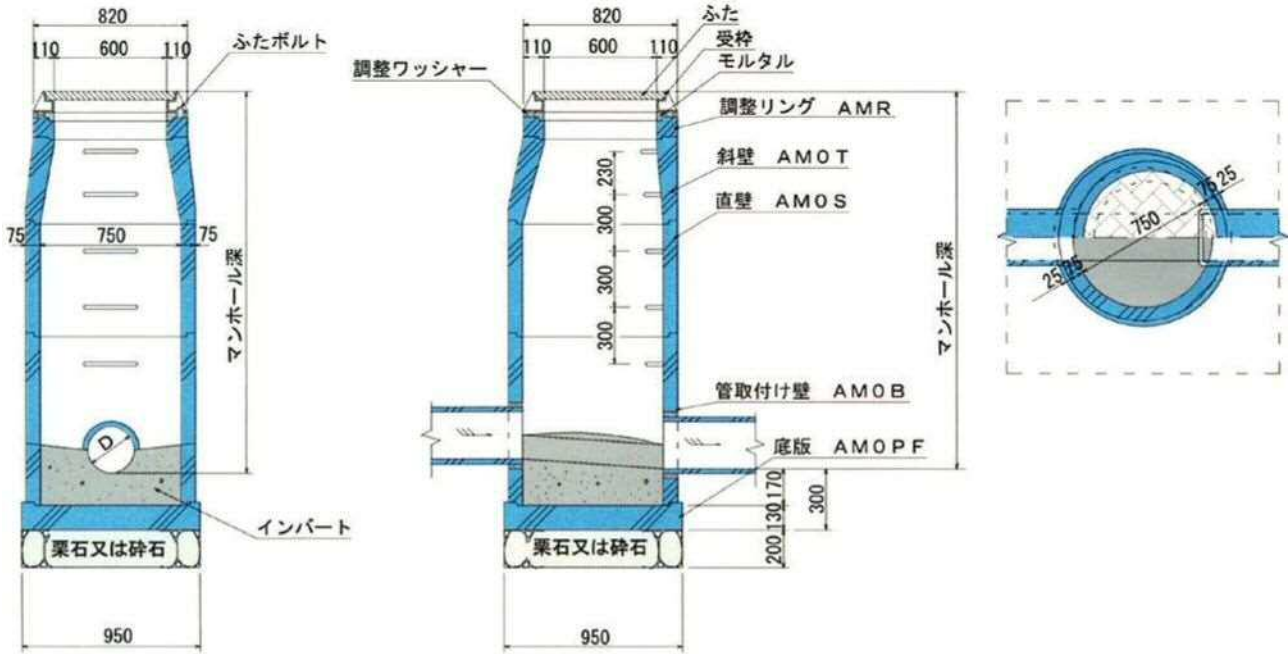 820
110 600 110
ふたボルト
75 750 75
マンホール深
D
インバート
栗石又は砕石
950
820
110 600 110
ふた
受枠
モルタル
調整ワッシャー
調整リング AMR
斜壁 AM0T
直壁 AM0S
230
300
300
300
マンホール深
管取付け壁 AM0B
底版 AM0PF
170
130
200
300
栗石又は砕石
950
75 25
750
25 75